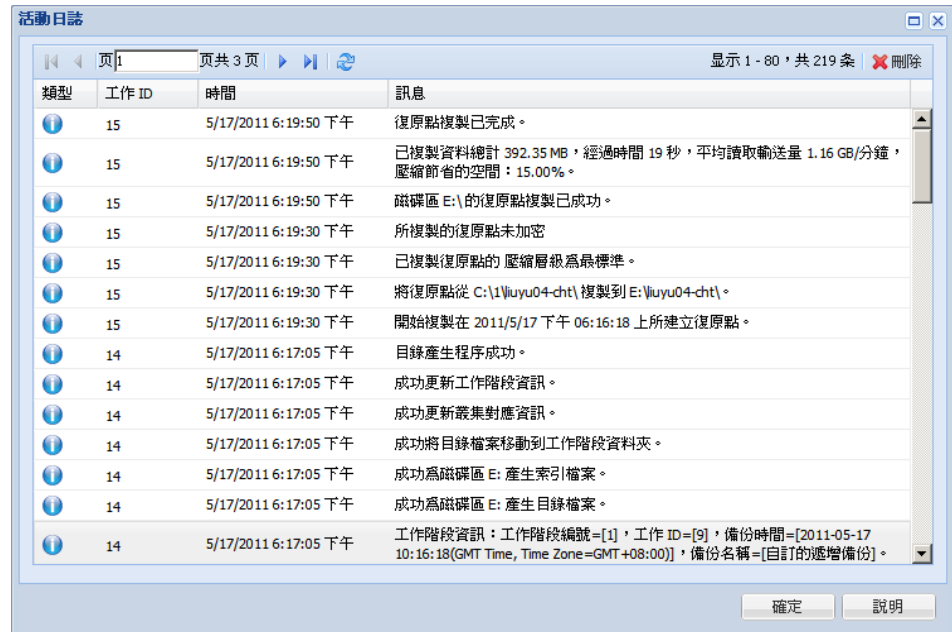 活動日誌
页1 页共 3 页 显示 1 - 80，共 219 条 刪除
類型 工作 ID 時間 訊息
15 5/17/2011 6:19:50 下午 復原點複製已完成。
15 5/17/2011 6:19:50 下午 已複製資料總計 392.35 MB，經過時間 19 秒，平均讀取輸送量 1.16 GB/分鐘，
壓縮節省的空間：15.00%。
15 5/17/2011 6:19:50 下午 磁碟區 E:\ 的復原點複製已成功。
15 5/17/2011 6:19:30 下午 所複製的復原點未加密
15 5/17/2011 6:19:30 下午 已複製復原點的 壓縮層級為最標準。
15 5/17/2011 6:19:30 下午 將復原點從 C:\1\liuyu04-cht\ 複製到 E:\liuyu04-cht\。
15 5/17/2011 6:19:30 下午 開始複製在 2011/5/17 下午 06:16:18 上所建立復原點。
14 5/17/2011 6:17:05 下午 目錄產生程序成功。
14 5/17/2011 6:17:05 下午 成功更新工作階段資訊。
14 5/17/2011 6:17:05 下午 成功更新叢集對應資訊。
14 5/17/2011 6:17:05 下午 成功將目錄檔案移動到工作階段資料夾。
14 5/17/2011 6:17:05 下午 成功為磁碟區 E: 產生索引檔案。
14 5/17/2011 6:17:05 下午 成功為磁碟區 E: 產生目錄檔案。
14 5/17/2011 6:17:05 下午 工作階段資訊：工作階段編號=[1]，工作 ID=[9]，備份時間=[2011-05-17
10:16:18(GMT Time, Time Zone=GMT+08:00)]，備份名稱=[自訂的遞增備份]。
確定 說明